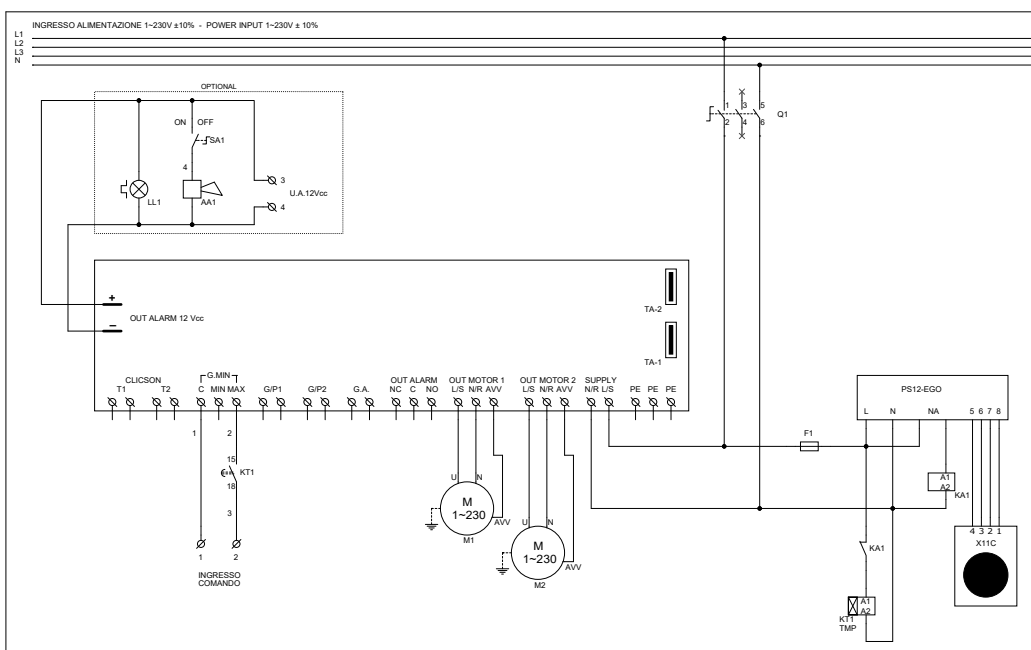 INGRESSO ALIMENTAZIONE 1~230V ±10% - POWER INPUT 1~230V ± 10%
L1
L2
L3
N
OPTIONAL
ON OFF
SA1
4
LL1
AA1
3
U.A.12Vcc
4
1 3 5
2 4 6
Q1
+
OUT ALARM 12 Vcc
−
TA-2
TA-1
CLICSON
T1 T2
G.MIN
C MIN MAX
G/P1
G/P2
G.A.
OUT ALARM
NC C NO
OUT MOTOR 1
L/S N/R AVV
OUT MOTOR 2
L/S N/R AVV
SUPPLY
N/R L/S
PE PE PE
PS12-EGO
L N NA 5 6 7 8
F1
1 2
15
KT1
18
3
1 2
INGRESSO
COMANDO
U N
M
1~230
AVV
M1
U N
M
1~230
AVV
M2
A1
A2
KA1
KA1
A1
A2
KT1
TMP
4 3 2 1
X11C